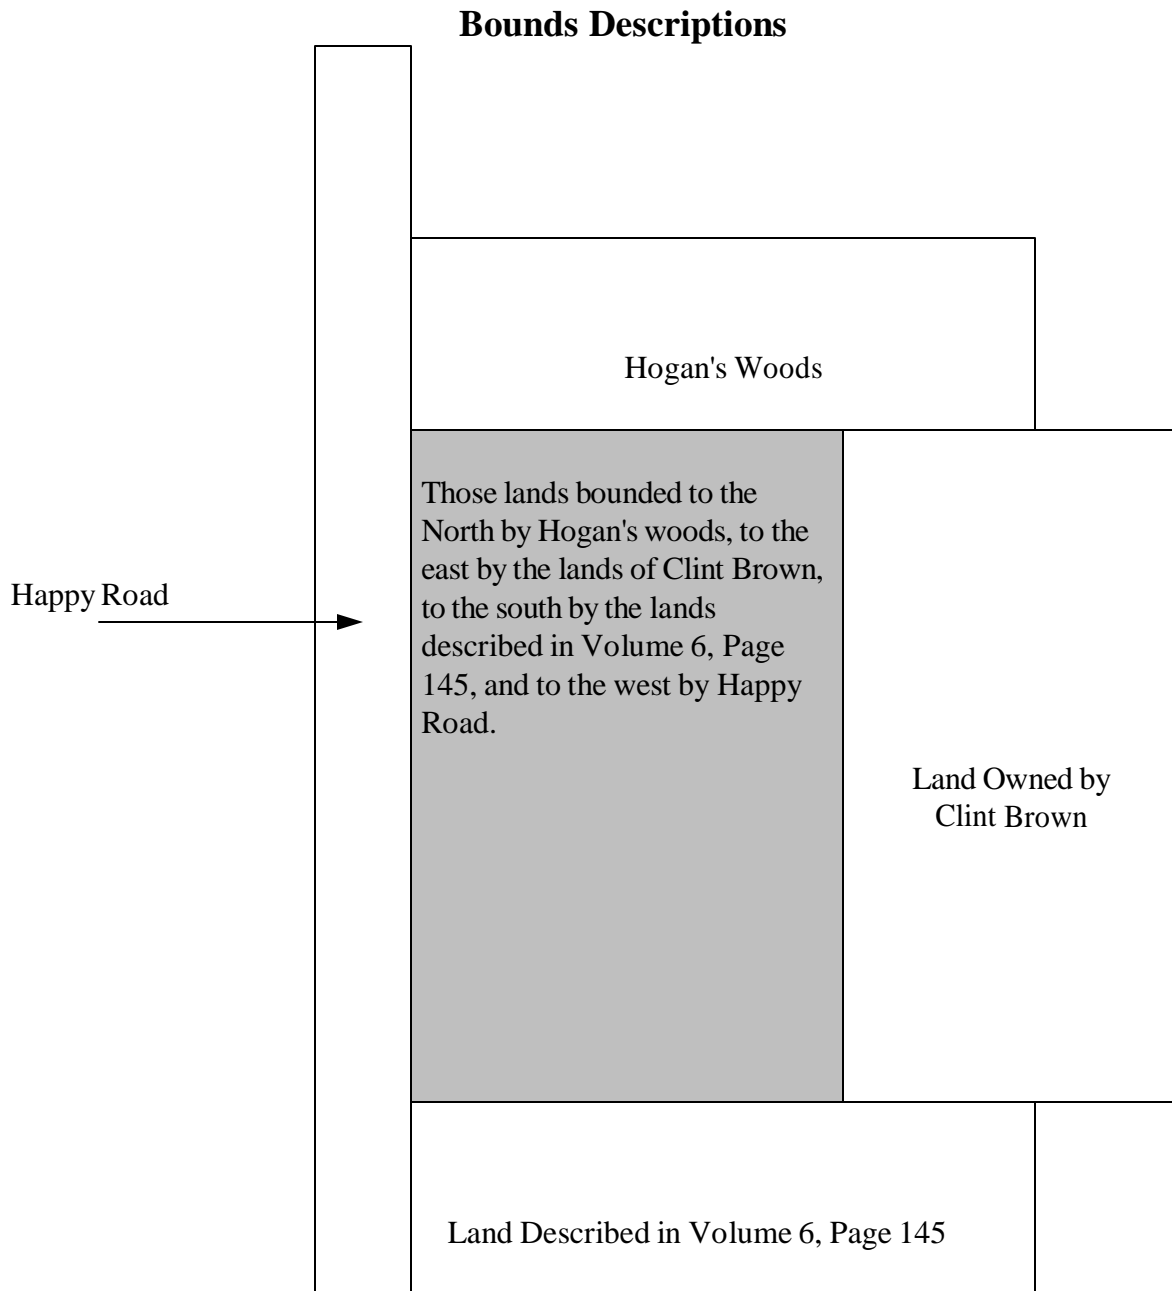 Bounds Descriptions
Hogan's Woods
Those lands bounded to the
North by Hogan's woods, to the
east by the lands of Clint Brown,
to the south by the lands
described in Volume 6, Page
145, and to the west by Happy
Road.
Happy Road
Land Owned by
Clint Brown
Land Described in Volume 6, Page 145